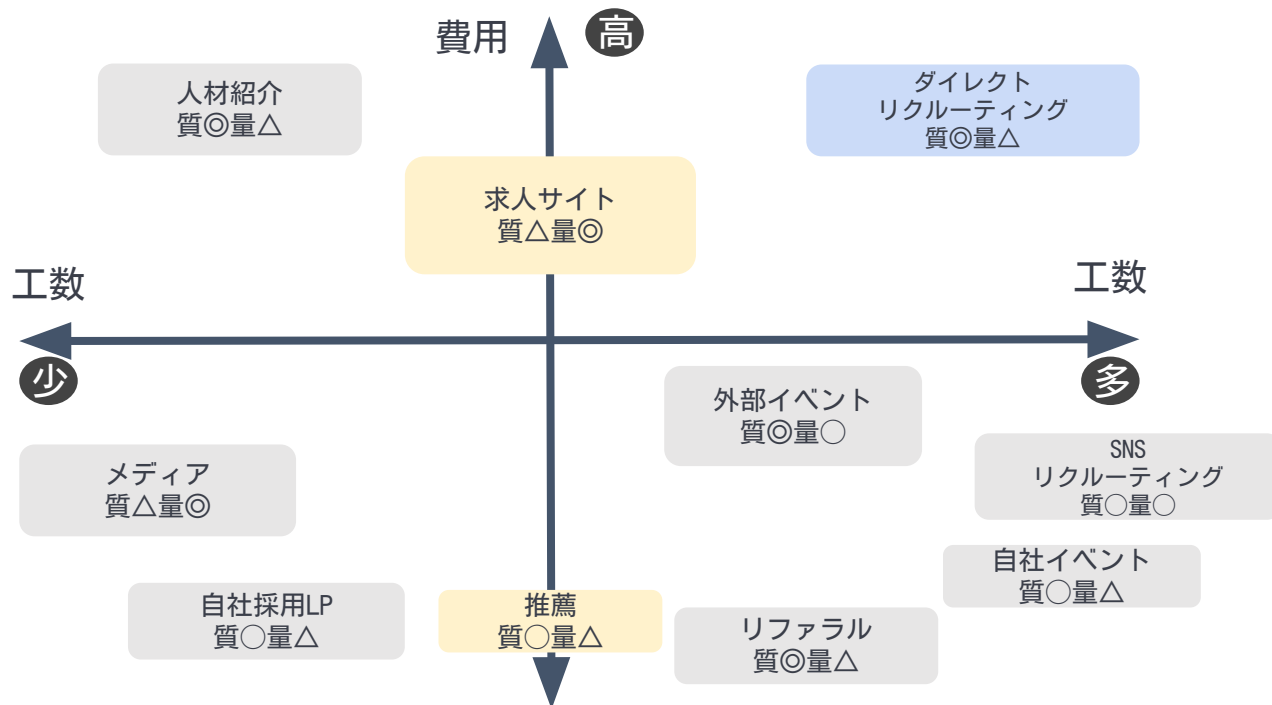 費用
高
人材紹介
質◎量△
ダイレクト
リクルーティング
質◎量△
求人サイト
質△量◎
工数
工数
少
多
外部イベント
質◎量○
メディア
質△量◎
SNS
リクルーティング
質○量○
自社イベント
質○量△
自社採用LP
質○量△
推薦
質○量△
リファラル
質◎量△